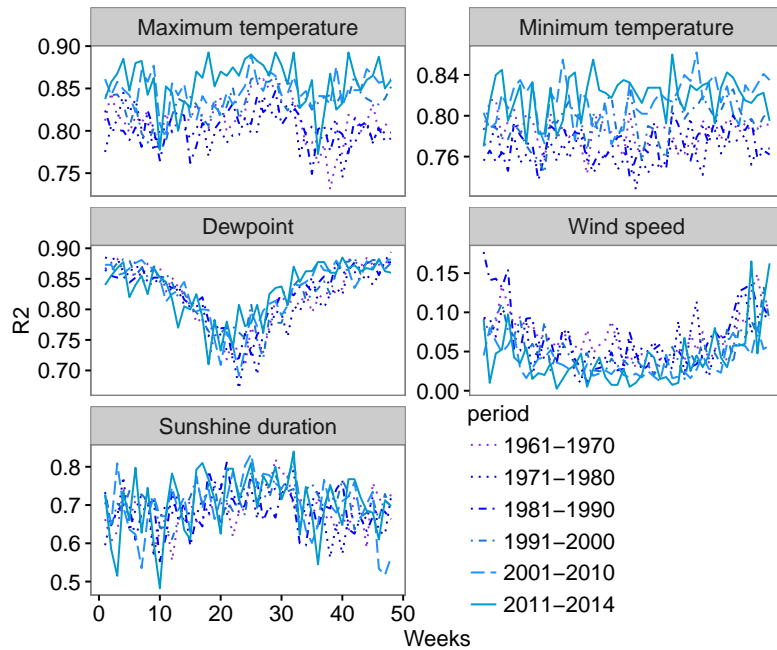 Maximum temperature
Minimum temperature
0.90
0.85
0.80
0.75
0.84
0.80
0.76
Dewpoint
Wind speed
0.90
0.85
0.80
0.75
0.70
0.15
0.10
0.05
0.00
R2
Sunshine duration
0.8
0.7
0.6
0.5
0 10 20 30 40 50
Weeks
period
1961−1970
1971−1980
1981−1990
1991−2000
2001−2010
2011−2014